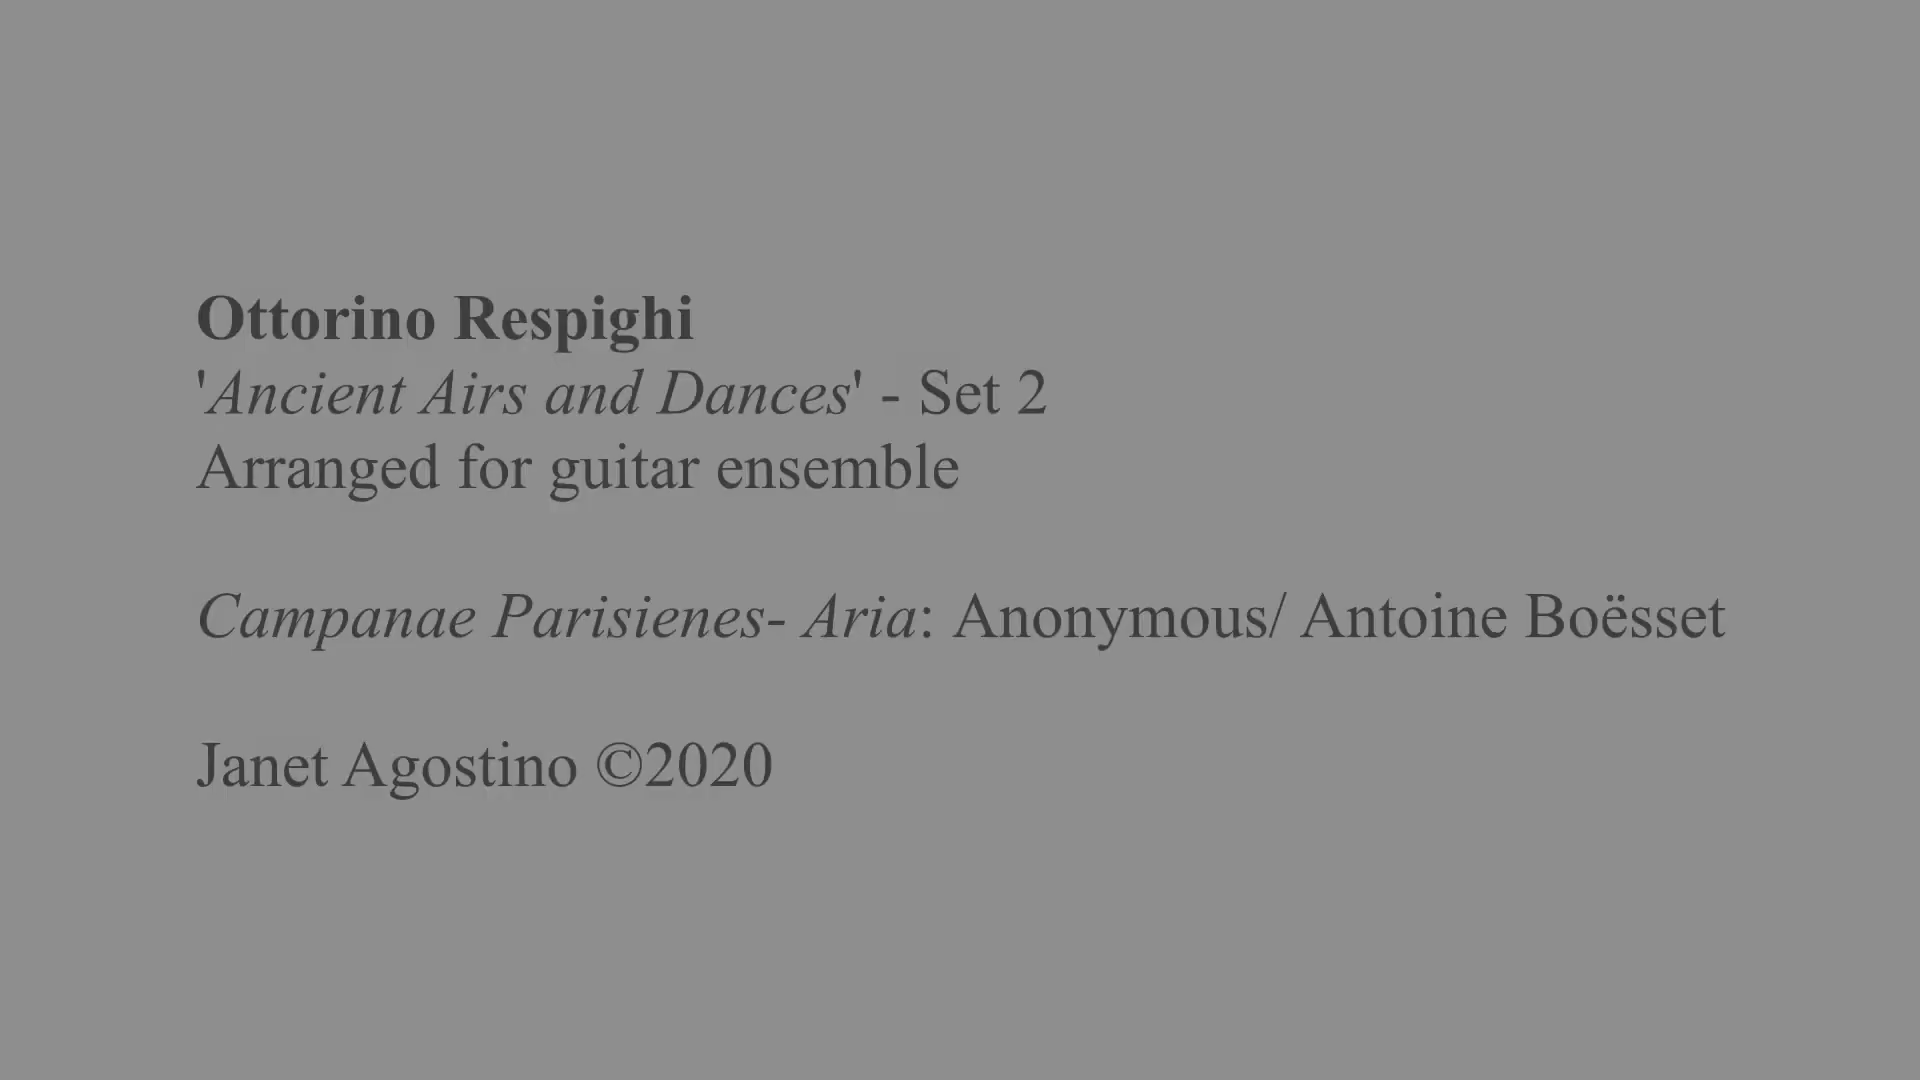 Ottorino Respighi
'Ancient Airs and Dances' - Set 2
Arranged for guitar ensemble
Campanae Parisienes- Aria: Anonymous/ Antoine Boësset
Janet Agostino ©2020